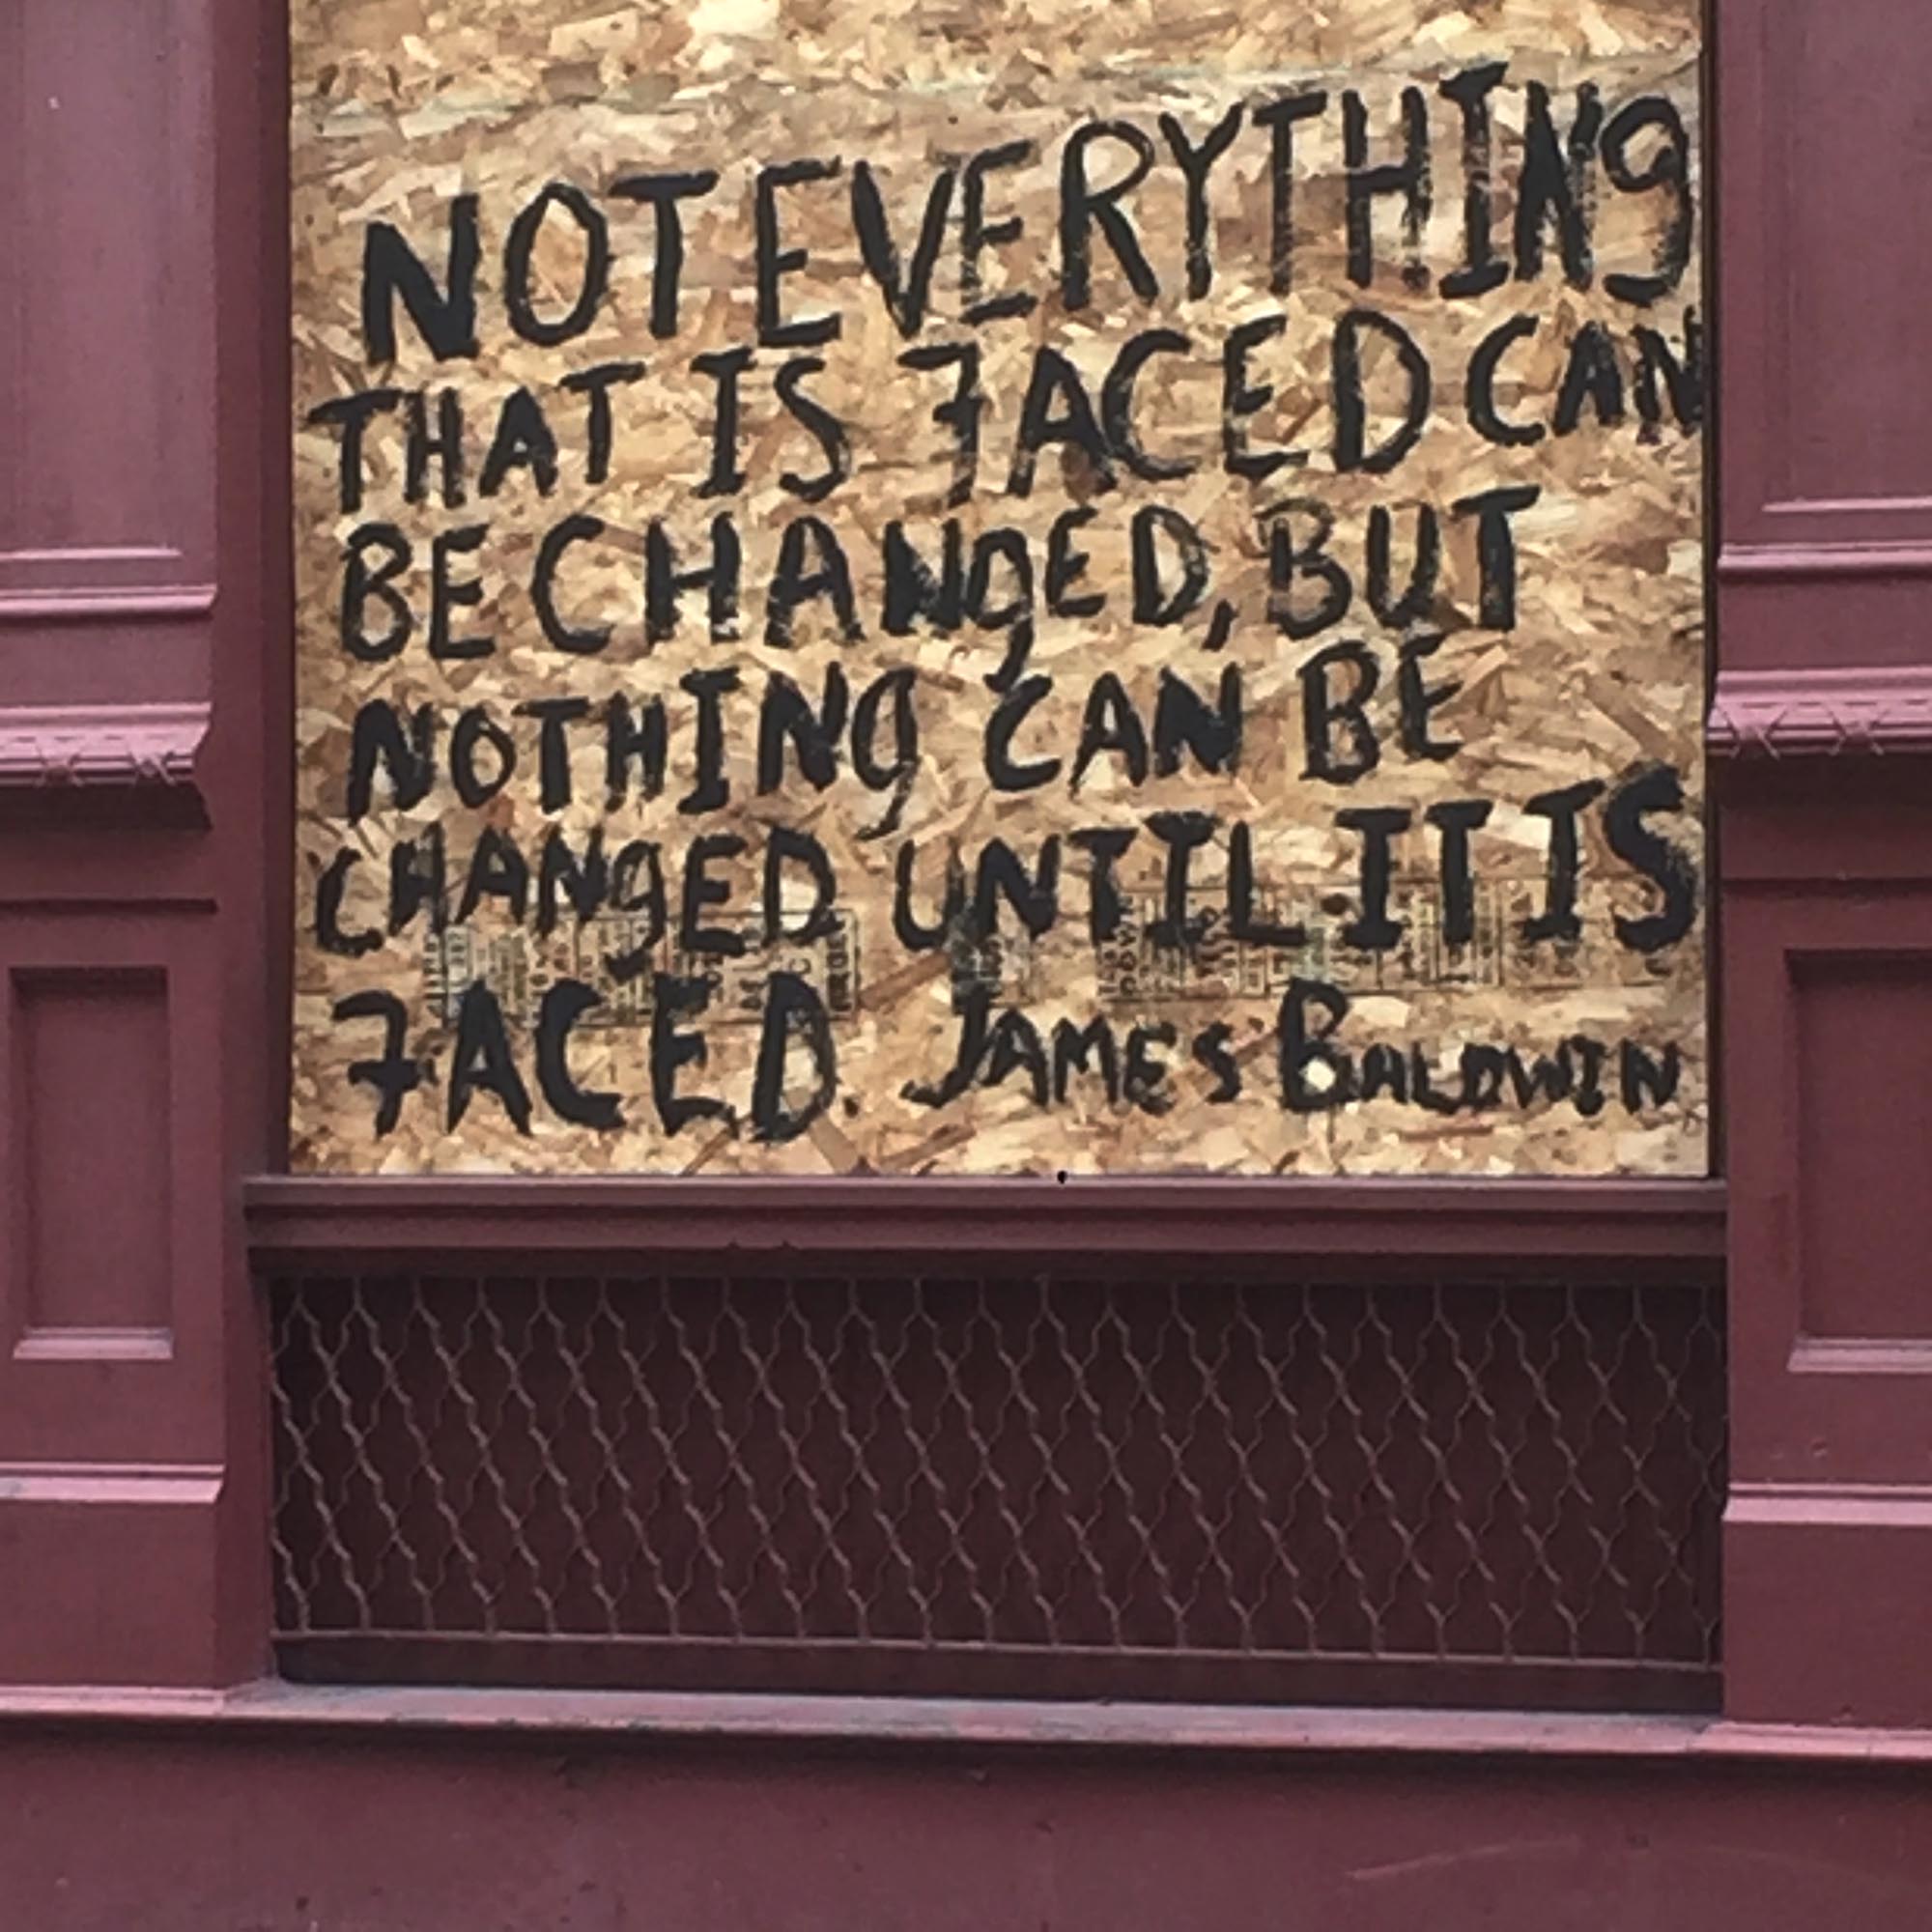 NOT EVERYTHINg
THAT IS FACED CAN
BE CHANgED, BUT
NOTHINg CAN BE
CHANgED UNTIL IT IS
FACED JAMES BALDWIN